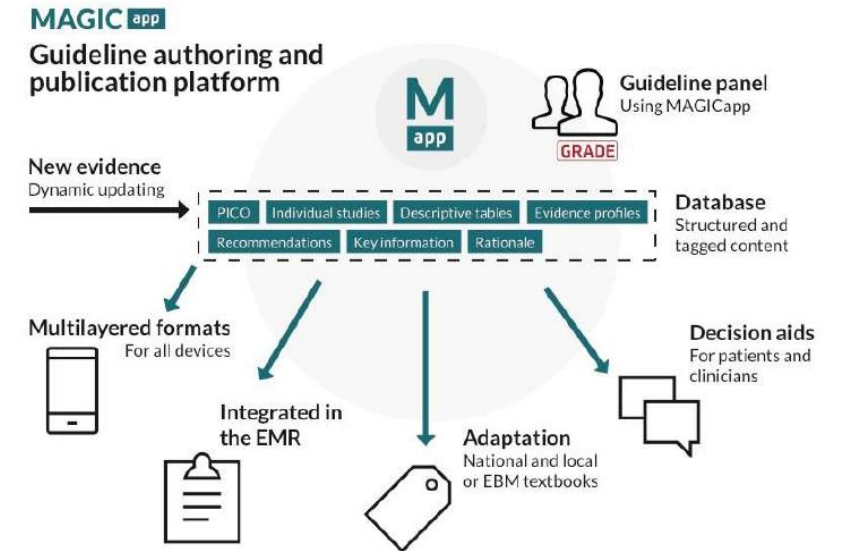 MAGIC app
Guideline authoring and
publication platform
M
app
Guideline panel
Using MAGICapp
GRADE
New evidence
Dynamic updating
PICO Individual studies Descriptive tables Evidence profiles
Recommendations Key information Rationale
Database
Structured and
tagged content
Multilayered formats
For all devices
Integrated in
the EMR
Adaptation
National and local
or EBM textbooks
Decision aids
For patients and
clinicians